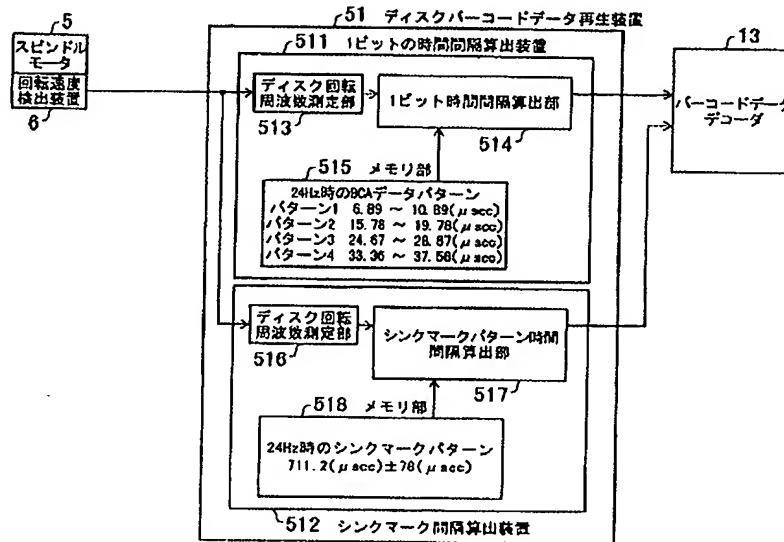 51 ディスクバーコードデータ再生装置
511 1ビットの時間間隔算出装置
5
スピンドル
モータ
回転速度
検出装置
6
ディスク回転
周波数測定部
513
1ビット時間間隔算出部
514
13
バーコードデータ
デコーダ
515 メモリ部
24Hz時のBCAデータパターン
パターン1 6.89 ~ 10.89(μsec)
パターン2 15.78 ~ 19.78(μsec)
パターン3 24.67 ~ 28.67(μsec)
パターン4 33.36 ~ 37.56(μsec)
ディスク回転
周波数測定部
516
シンクマークパターン時間
間隔算出部
517
518 メモリ部
24Hz時のシンクマークパターン
711.2(μsec)±76(μsec)
512 シンクマーク間隔算出装置